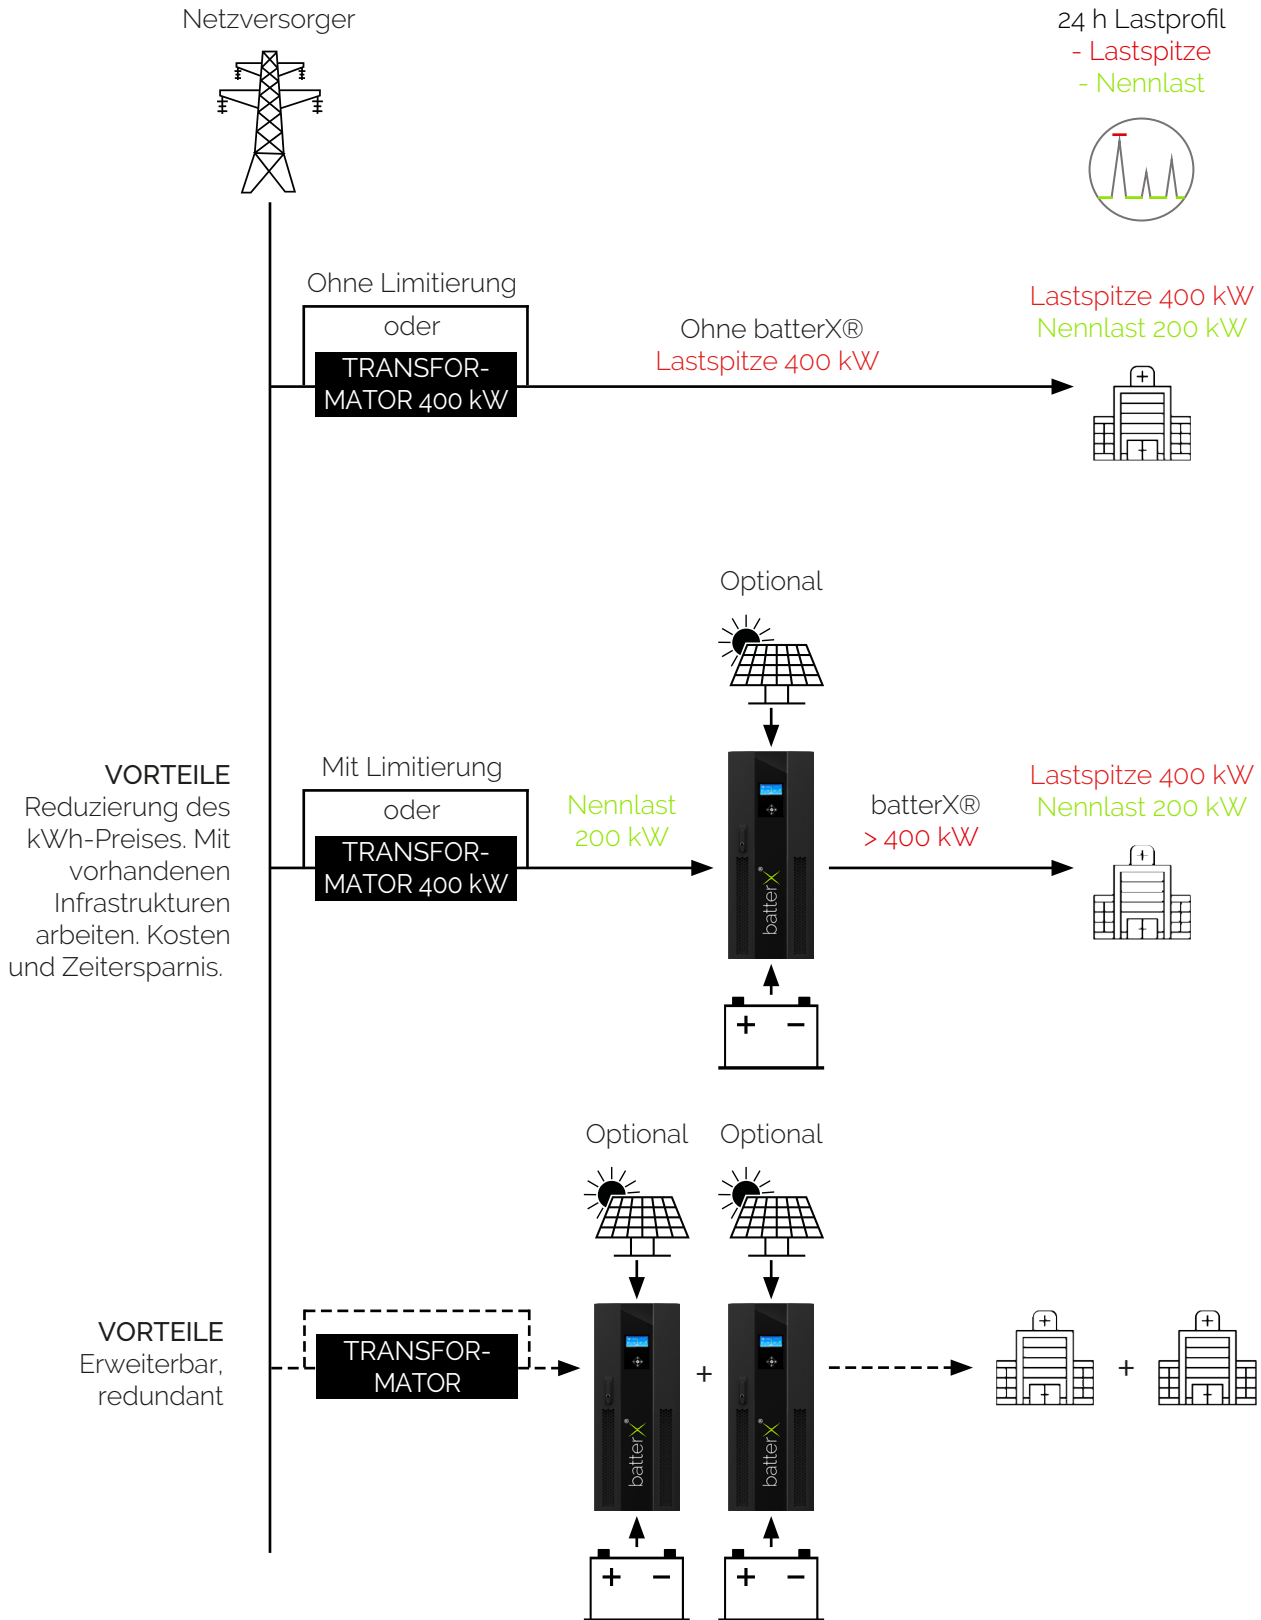 Netzversorger
24 h Lastprofil
- Lastspitze
- Nennlast
Ohne Limitierung
oder
TRANSFOR-
MATOR 400 kW
Ohne batterX®
Lastspitze 400 kW
Lastspitze 400 kW
Nennlast 200 kW
Optional
VORTEILE
Reduzierung des
kWh-Preises. Mit
vorhandenen
Infrastrukturen
arbeiten. Kosten
und Zeitersparnis.
Mit Limitierung
oder
TRANSFOR-
MATOR 400 kW
Nennlast
200 kW
batterX®
batterX®
> 400 kW
Lastspitze 400 kW
Nennlast 200 kW
+ −
Optional
Optional
VORTEILE
Erweiterbar,
redundant
TRANSFOR-
MATOR
batterX®
+
batterX®
+
+ −
+ −